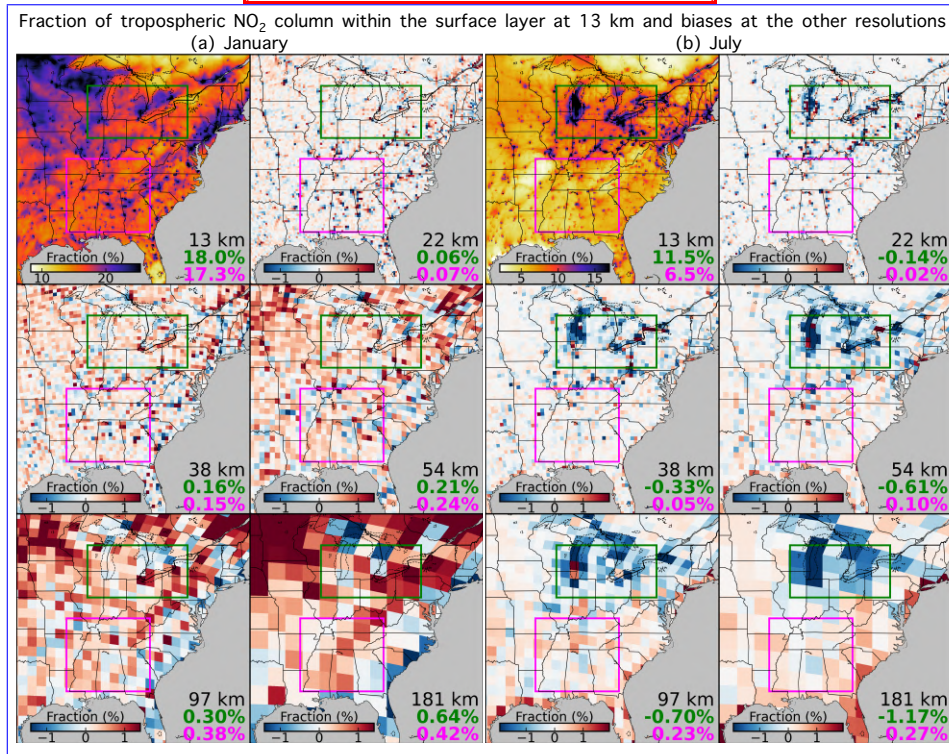 Fraction of tropospheric NO₂ column within the surface layer at 13 km and biases at the other resolutions
(a) January
(b) July
13 km
Fraction (%)
18.0%
10 20
17.3%
22 km
Fraction (%)
0.06%
−1 0 1
0.07%
13 km
Fraction (%)
11.5%
5 10 15
6.5%
22 km
Fraction (%)
-0.14%
−1 0 1
0.02%
38 km
Fraction (%)
0.16%
−1 0 1
0.15%
54 km
Fraction (%)
0.21%
−1 0 1
0.24%
38 km
Fraction (%)
-0.33%
−1 0 1
0.05%
54 km
Fraction (%)
-0.61%
−1 0 1
0.10%
97 km
Fraction (%)
0.30%
−1 0 1
0.38%
181 km
Fraction (%)
0.64%
−1 0 1
0.42%
97 km
Fraction (%)
-0.70%
−1 0 1
0.23%
181 km
Fraction (%)
-1.17%
−1 0 1
0.27%